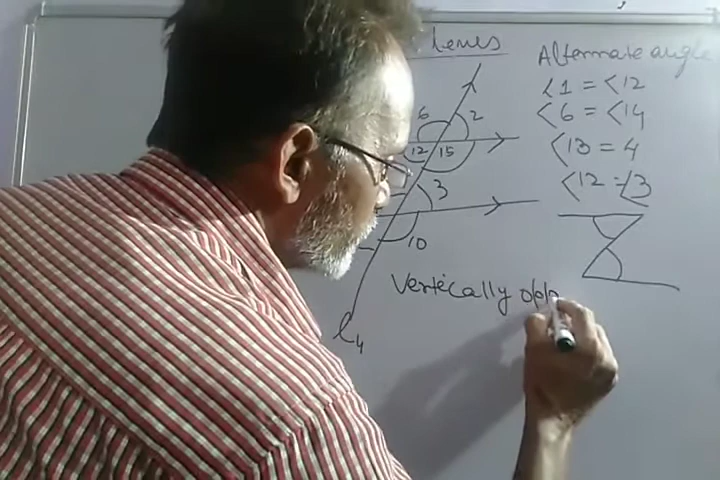 Lines
Alternate angle
<1 = <12
<6 = <14
<13 = 4
<12 = <3
6
2
12
15
3
10
Vertically opp
l4